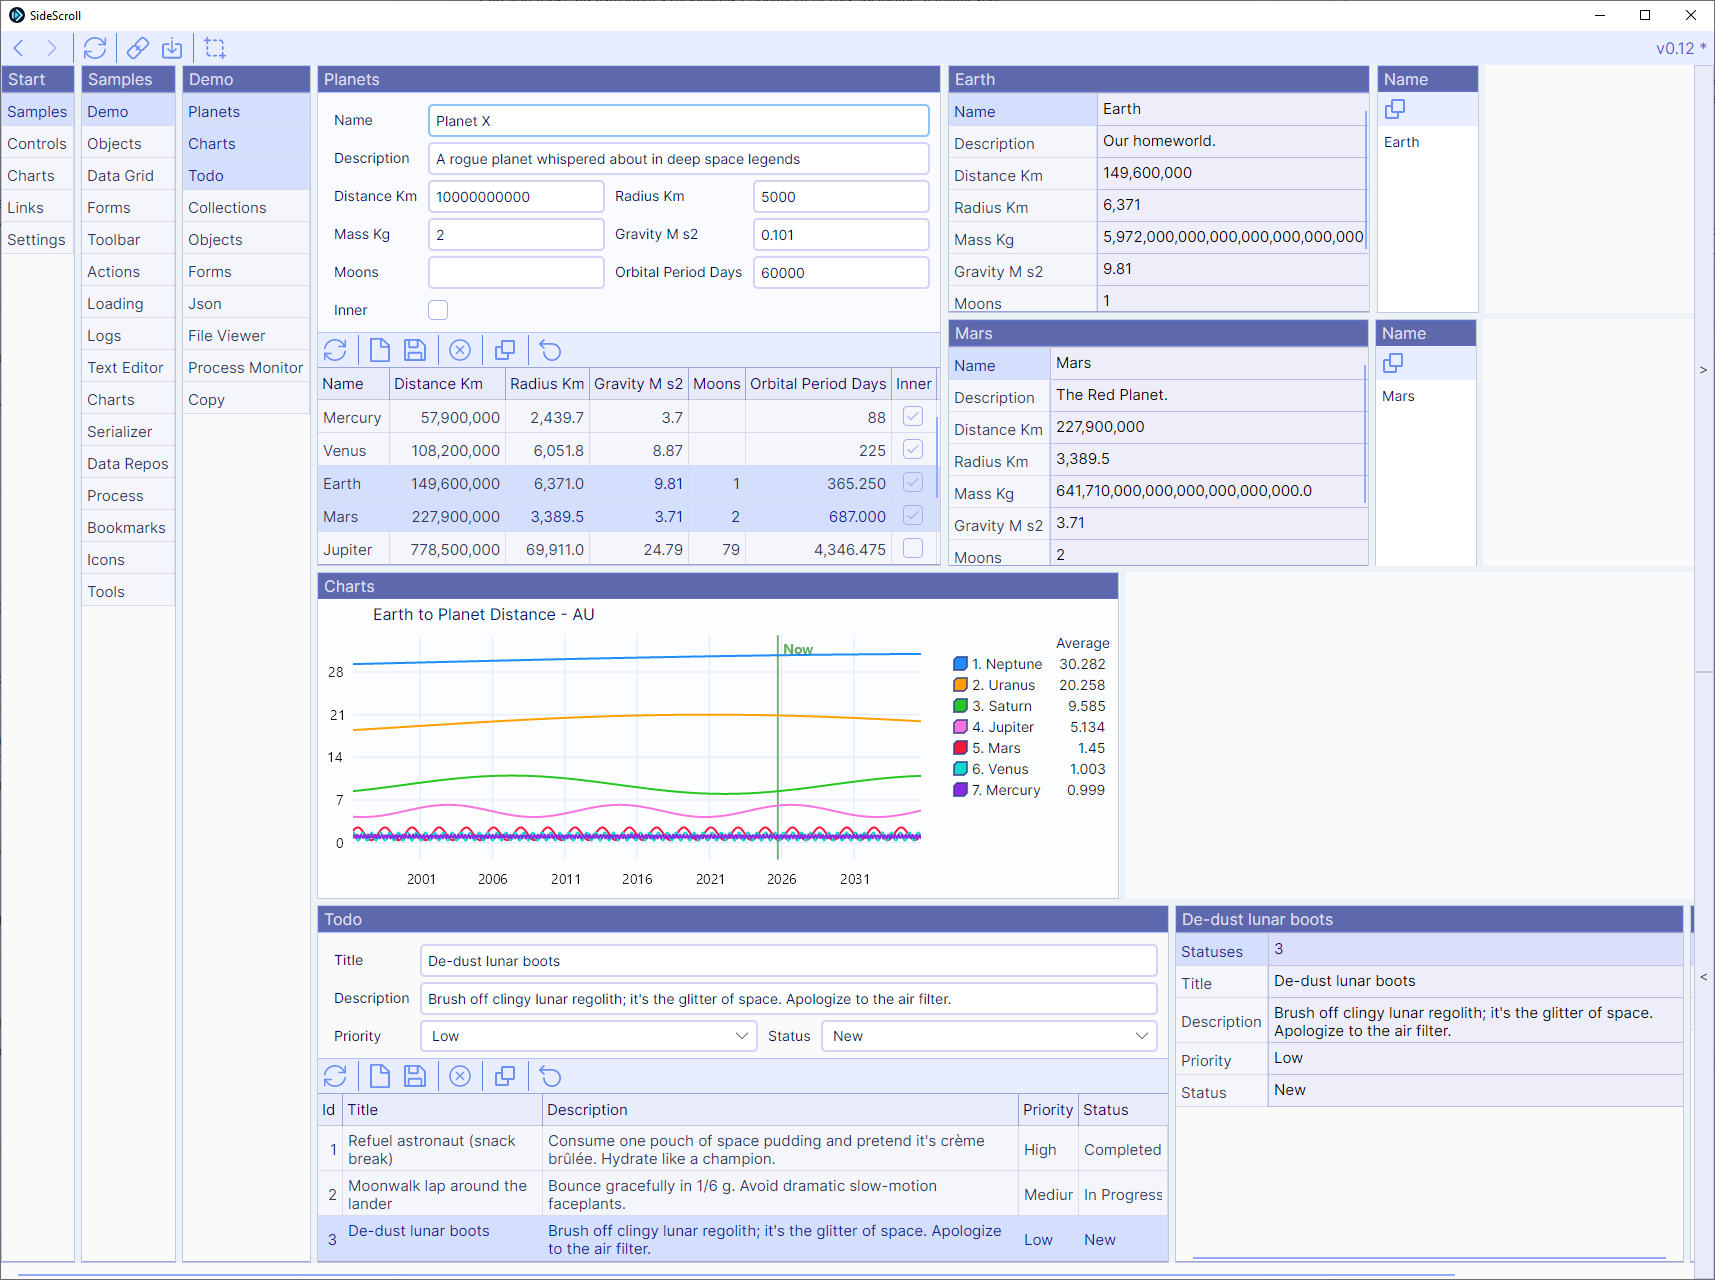 SideScroll
v0.12 *
Start
Samples
Controls
Charts
Links
Settings
Samples
Demo
Objects
Data Grid
Forms
Toolbar
Actions
Loading
Logs
Text Editor
Charts
Serializer
Data Repos
Process
Bookmarks
Icons
Tools
Demo
Planets
Charts
Todo
Collections
Objects
Forms
Json
File Viewer
Process Monitor
Copy
Planets
Name Planet X
Description A rogue planet whispered about in deep space legends
Distance Km 10000000000 Radius Km 5000
Mass Kg 2 Gravity M s2 0.101
Moons Orbital Period Days 60000
Inner
Name Distance Km Radius Km Gravity M s2 Moons Orbital Period Days Inner
Mercury 57,900,000 2,439.7 3.7 88
Venus 108,200,000 6,051.8 8.87 225
Earth 149,600,000 6,371.0 9.81 1 365.250
Mars 227,900,000 3,389.5 3.71 2 687.000
Jupiter 778,500,000 69,911.0 24.79 79 4,346.475
Earth
Name Earth
Description Our homeworld.
Distance Km 149,600,000
Radius Km 6,371
Mass Kg 5,972,000,000,000,000,000,000,000
Gravity M s2 9.81
Moons 1
Name
Earth
Mars
Name Mars
Description The Red Planet.
Distance Km 227,900,000
Radius Km 3,389.5
Mass Kg 641,710,000,000,000,000,000,000.0
Gravity M s2 3.71
Moons 2
Name
Mars
>
Charts
Earth to Planet Distance - AU
Now
28
21
14
7
0
2001 2006 2011 2016 2021 2026 2031
Average
1. Neptune 30.282
2. Uranus 20.258
3. Saturn 9.585
4. Jupiter 5.134
5. Mars 1.45
6. Venus 1.003
7. Mercury 0.999
Todo
Title De-dust lunar boots
Description Brush off clingy lunar regolith; it's the glitter of space. Apologize to the air filter.
Priority Low Status New
Id Title Description Priority Status
1 Refuel astronaut (snack break) Consume one pouch of space pudding and pretend it's crème brûlée. Hydrate like a champion. High Completed
2 Moonwalk lap around the lander Bounce gracefully in 1/6 g. Avoid dramatic slow-motion faceplants. Mediur In Progress
3 De-dust lunar boots Brush off clingy lunar regolith; it's the glitter of space. Apologize to the air filter. Low New
De-dust lunar boots
Statuses 3
Title De-dust lunar boots
Description Brush off clingy lunar regolith; it's the glitter of space.
Apologize to the air filter.
Priority Low
Status New
<